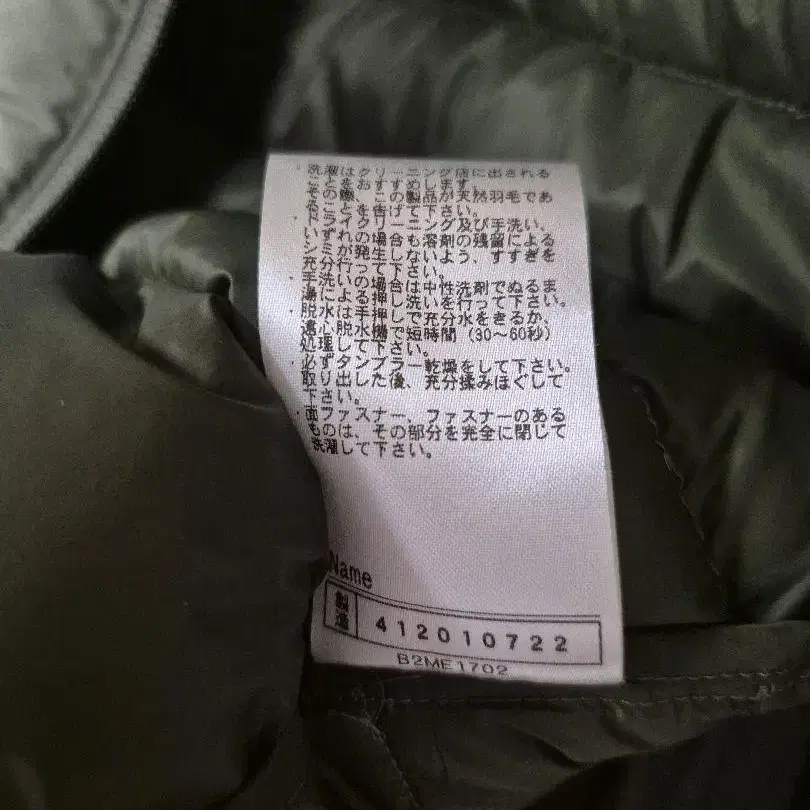 ・洗濯はクリーニング店に出される
ことをおすすめします。
その際、この製品が天然羽毛であ
ることを告げて下さい。
・ドライクリーニング及び手洗い、
いずれの場合も溶剤の残留による
シミが発生しないよう、すすぎを
充分行って下さい。
・手洗いの場合は中性洗剤でぬるま
湯による押し洗いを行って下さい。
・脱水は手押しで充分水をきるか、
遠心脱水機で短時間(30〜60秒)
処理して下さい。
・必ずタンブラー乾燥をして下さい。
取り出した後、充分揉みほぐして
下さい。
・面ファスナー、ファスナーのある
ものは、その部分を完全に閉じて
洗濯して下さい。
Name
製造 412010722
B2ME1702